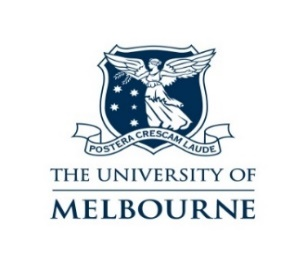 POSTERA CRESCAM LAUDE
THE UNIVERSITY OF
MELBOURNE